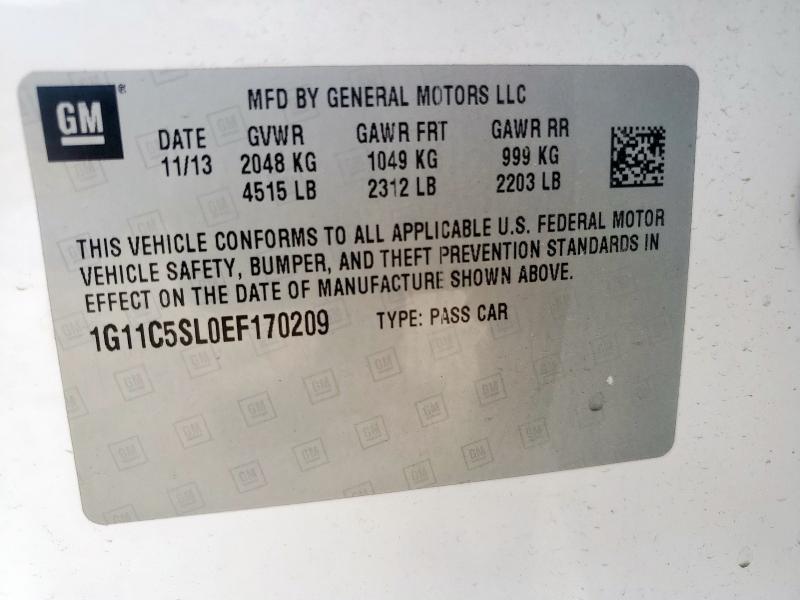 GM®
MFD BY GENERAL MOTORS LLC
DATE GVWR GAWR FRT GAWR RR
11/13 2048 KG 1049 KG 999 KG
4515 LB 2312 LB 2203 LB
THIS VEHICLE CONFORMS TO ALL APPLICABLE U.S. FEDERAL MOTOR
VEHICLE SAFETY, BUMPER, AND THEFT PREVENTION STANDARDS IN
EFFECT ON THE DATE OF MANUFACTURE SHOWN ABOVE.
1G11C5SL0EF170209 TYPE: PASS CAR